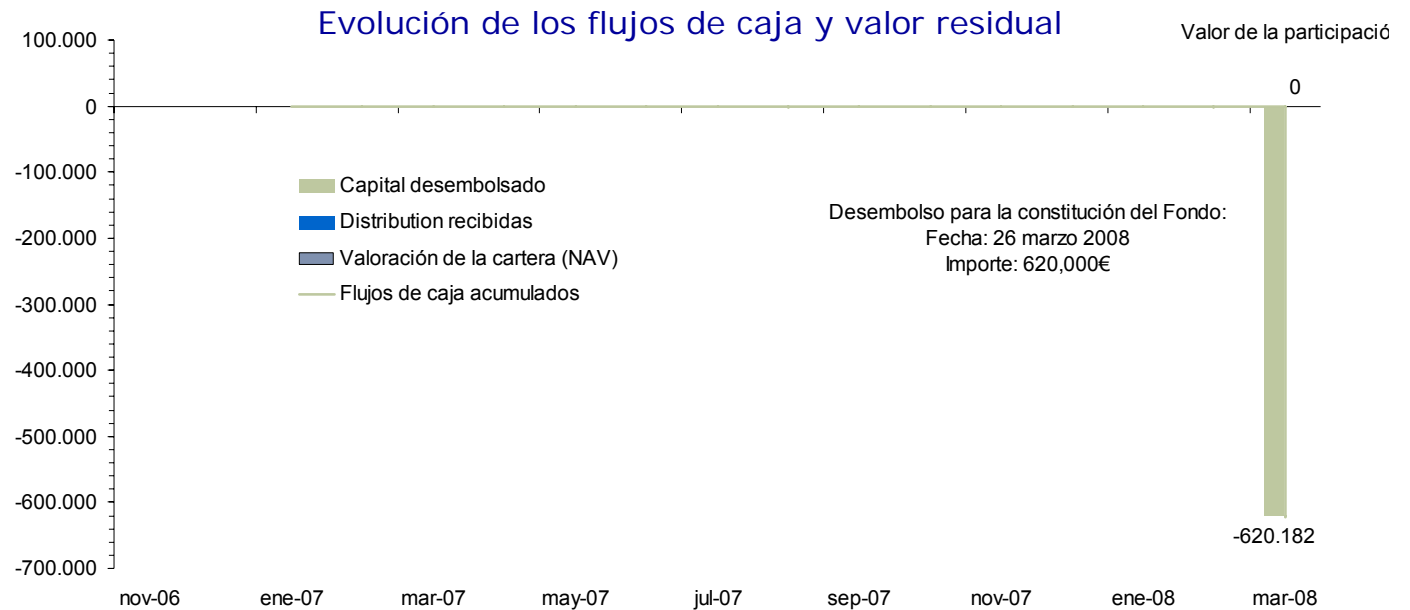 Evolución de los flujos de caja y valor residual
Valor de la participació
100.000
0
-100.000
-200.000
-300.000
-400.000
-500.000
-600.000
-700.000
0
Capital desembolsado
Distribution recibidas
Valoración de la cartera (NAV)
Flujos de caja acumulados
Desembolso para la constitución del Fondo:
Fecha: 26 marzo 2008
Importe: 620,000€
-620.182
nov-06 ene-07 mar-07 may-07 jul-07 sep-07 nov-07 ene-08 mar-08